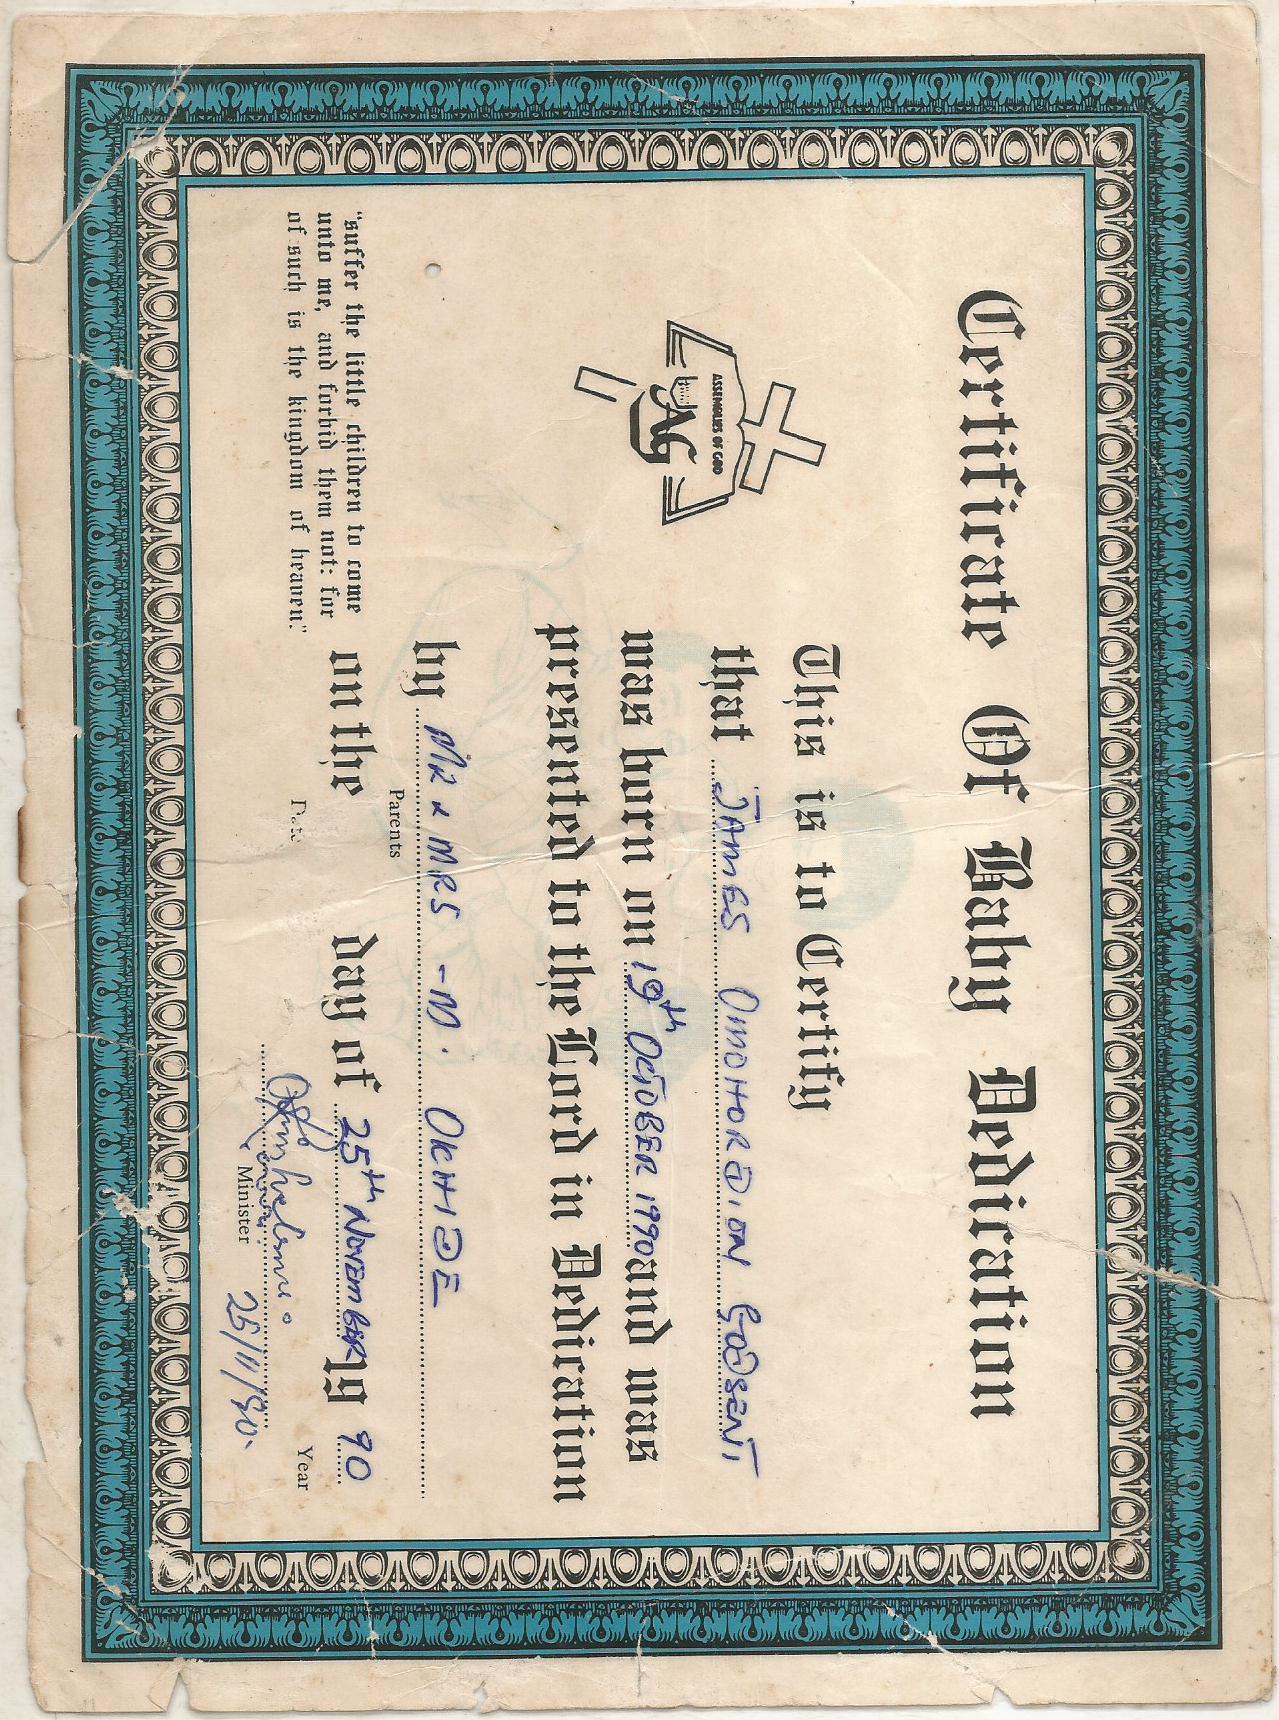 Certificate Of Baby Dedication
ASSEMBLIES OF GOD
AG
This is to Certify
that JAMES OMOHOREDION GODSENT
was born on 19th OCTOBER 1990 and was
presented to the Lord in Dedication
by MR & MRS - M. OKHIDE
Parents
"suffer the little children to come
unto me, and forbid them not: for
of such is the kingdom of heaven."
on the day of 25th NOVEMBER 19 90
Date Year
Minister 25/11/90.